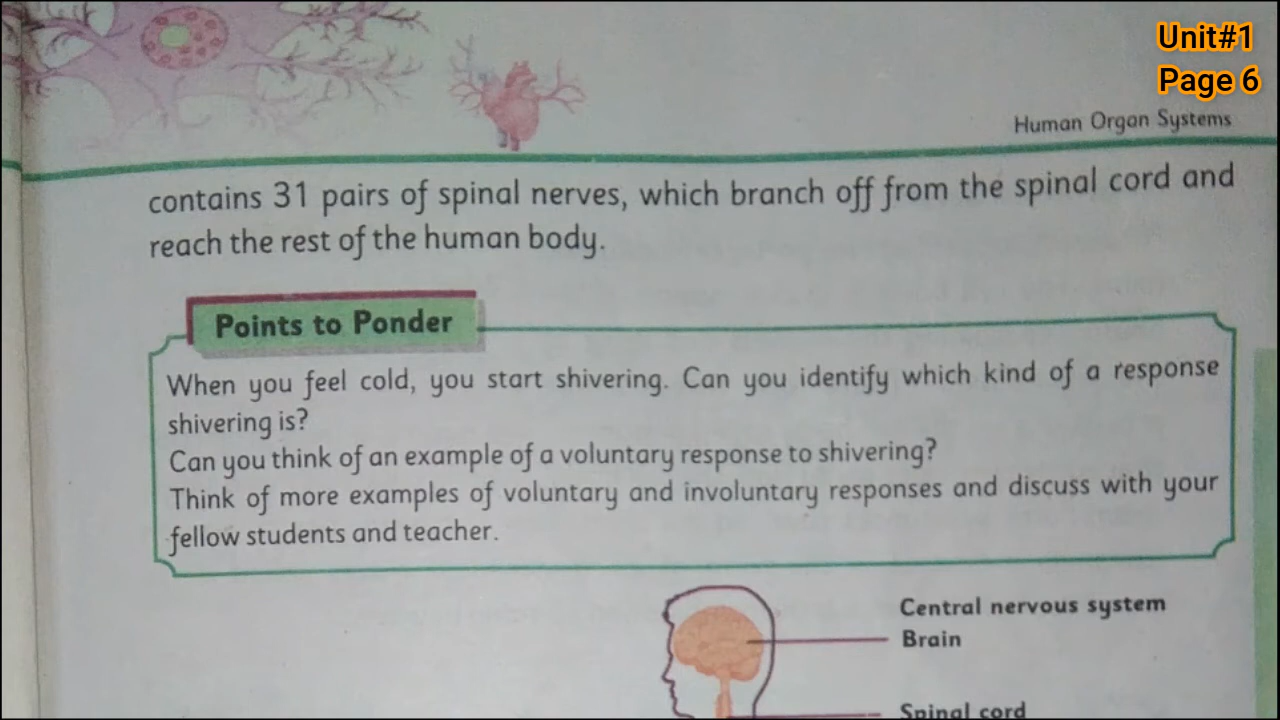 Unit#1
Page 6
Human Organ Systems
contains 31 pairs of spinal nerves, which branch off from the spinal cord and
reach the rest of the human body.
Points to Ponder
When you feel cold, you start shivering. Can you identify which kind of a response
shivering is?
Can you think of an example of a voluntary response to shivering?
Think of more examples of voluntary and involuntary responses and discuss with your
fellow students and teacher.
Central nervous system
Brain
Spinal cord